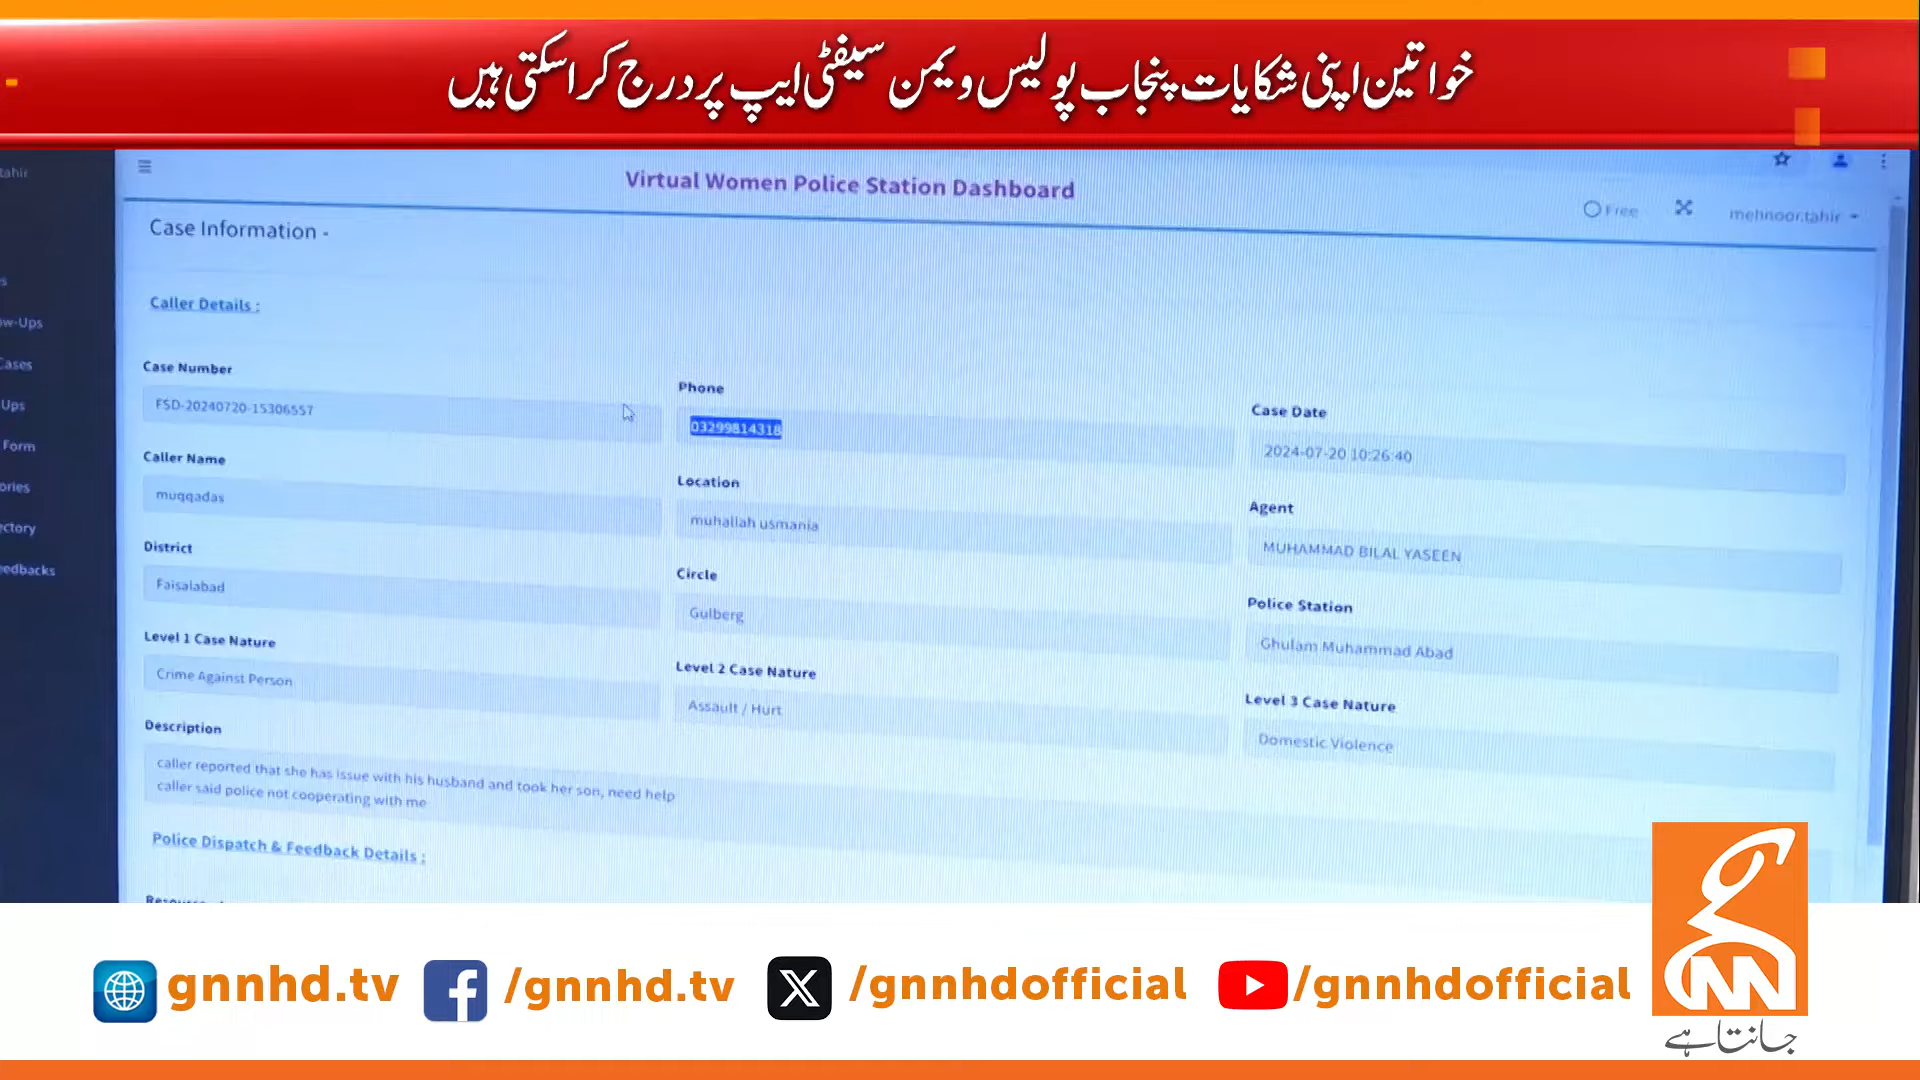 خواتین اپنی شکایات پنجاب پولیس ویمن سیفٹی ایپ پر درج کرا سکتی ہیں
tahir
Virtual Women Police Station Dashboard
Free
mehnoor.tahir
Case Information -
Caller Details :
Case Number
FSD-20240720-15306557
Phone
03299814318
Case Date
2024-07-20 10:26:40
Caller Name
muqqadas
Location
muhallah usmania
Agent
MUHAMMAD BILAL YASEEN
District
Faisalabad
Circle
Gulberg
Police Station
Ghulam Muhammad Abad
Level 1 Case Nature
Crime Against Person
Level 2 Case Nature
Assault / Hurt
Level 3 Case Nature
Domestic Violence
Description
caller reported that she has issue with his husband and took her son, need help
caller said police not cooperating with me
Police Dispatch & Feedback Details :
ow-Ups
Cases
Ups
Form
ories
ectory
eedbacks
gnnhd.tv
/gnnhd.tv
/gnnhdofficial
/gnnhdofficial
GNN
جانتا ہے